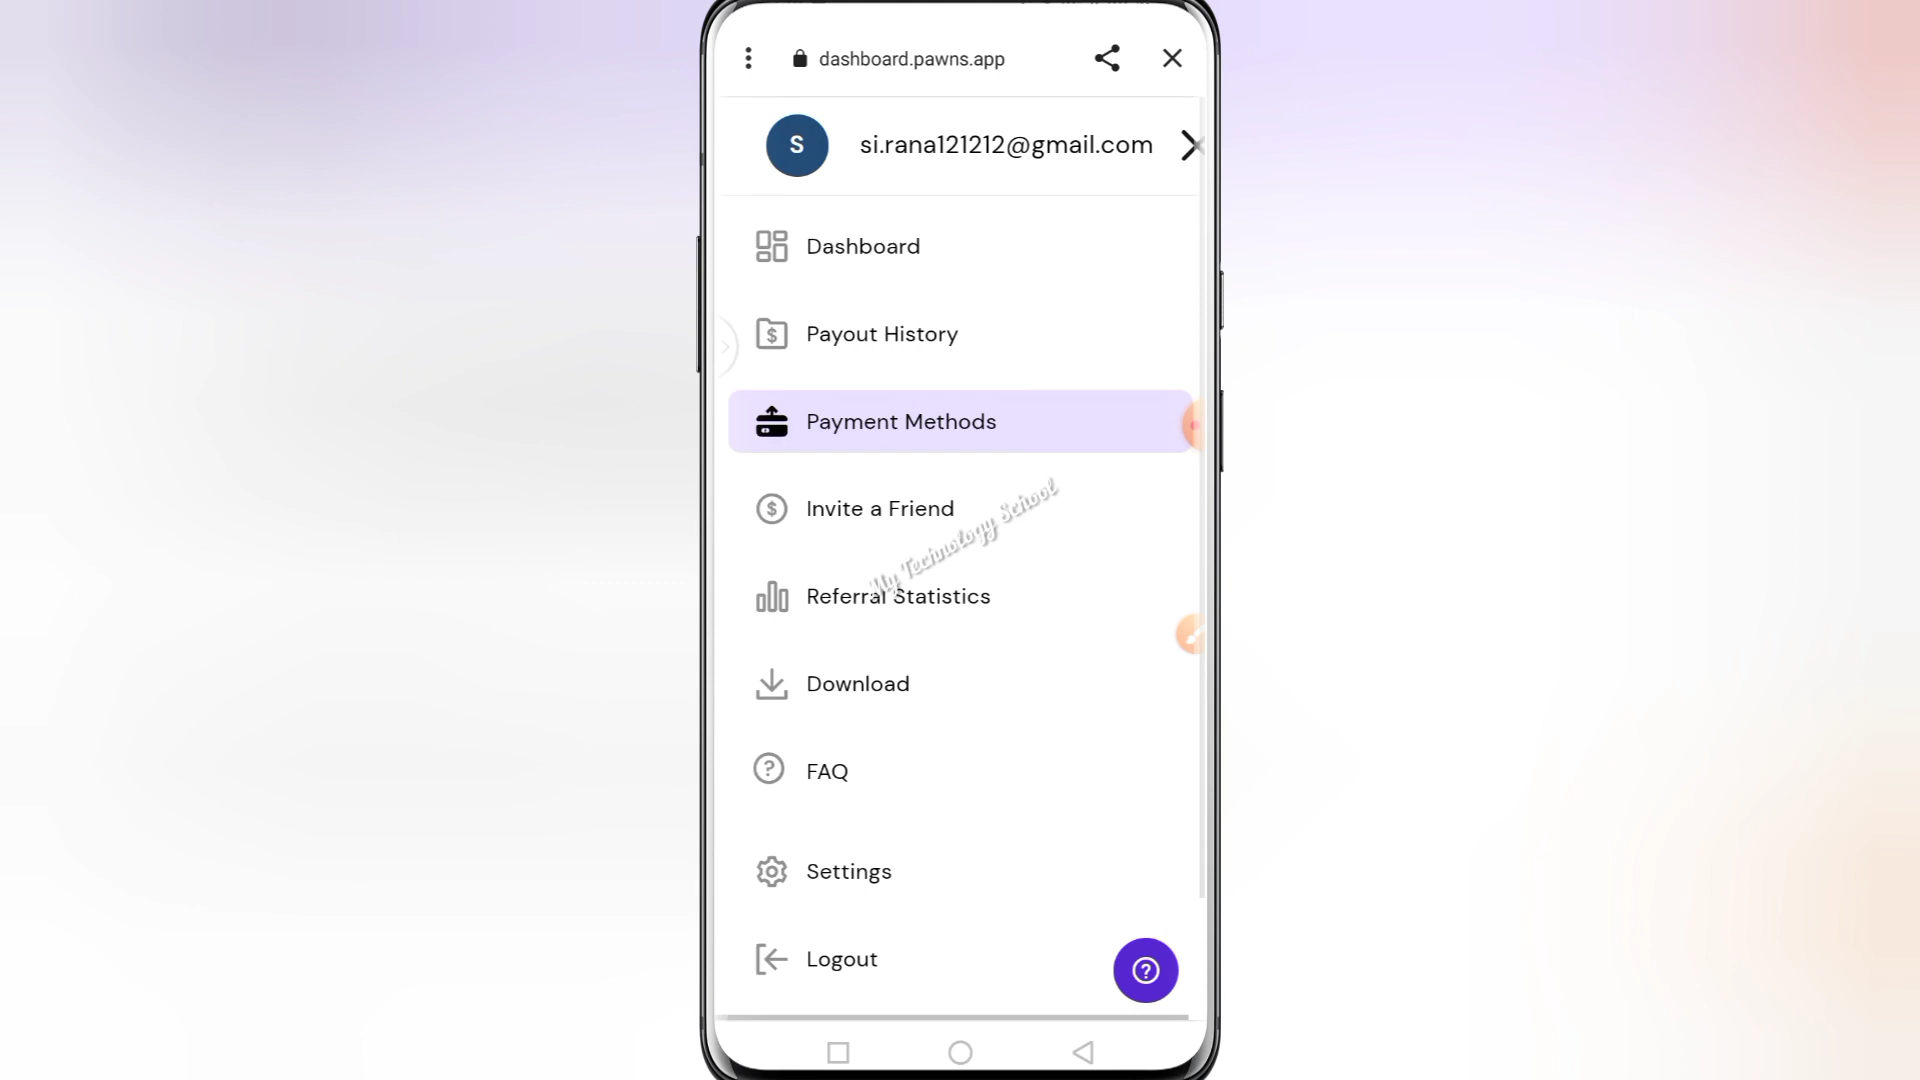 dashboard.pawns.app
S
si.rana121212@gmail.com
Dashboard
Payout History
Payment Methods
Invite a Friend
My Technology School
Referral Statistics
Download
FAQ
Settings
Logout